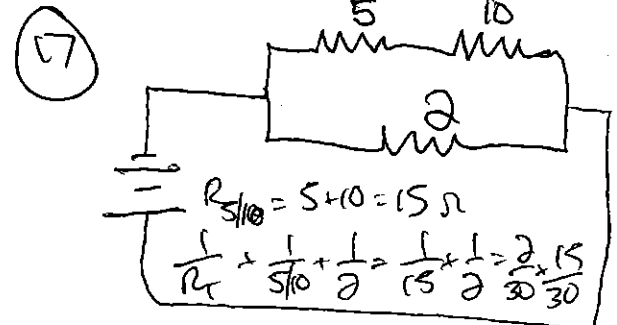 17
5 10
2
R5/10 = 5+10 = 15 Ω
1/RT + 1/5/10 + 1/2 = 1/15 + 1/2 = 2/30 + 15/30